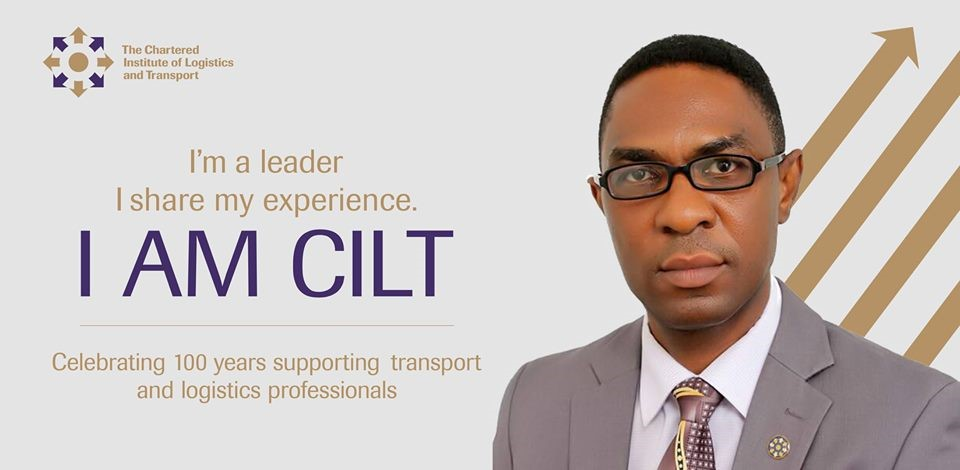 The Chartered
Institute of Logistics
and Transport
I'm a leader
I share my experience.
I AM CILT
Celebrating 100 years supporting transport
and logistics professionals